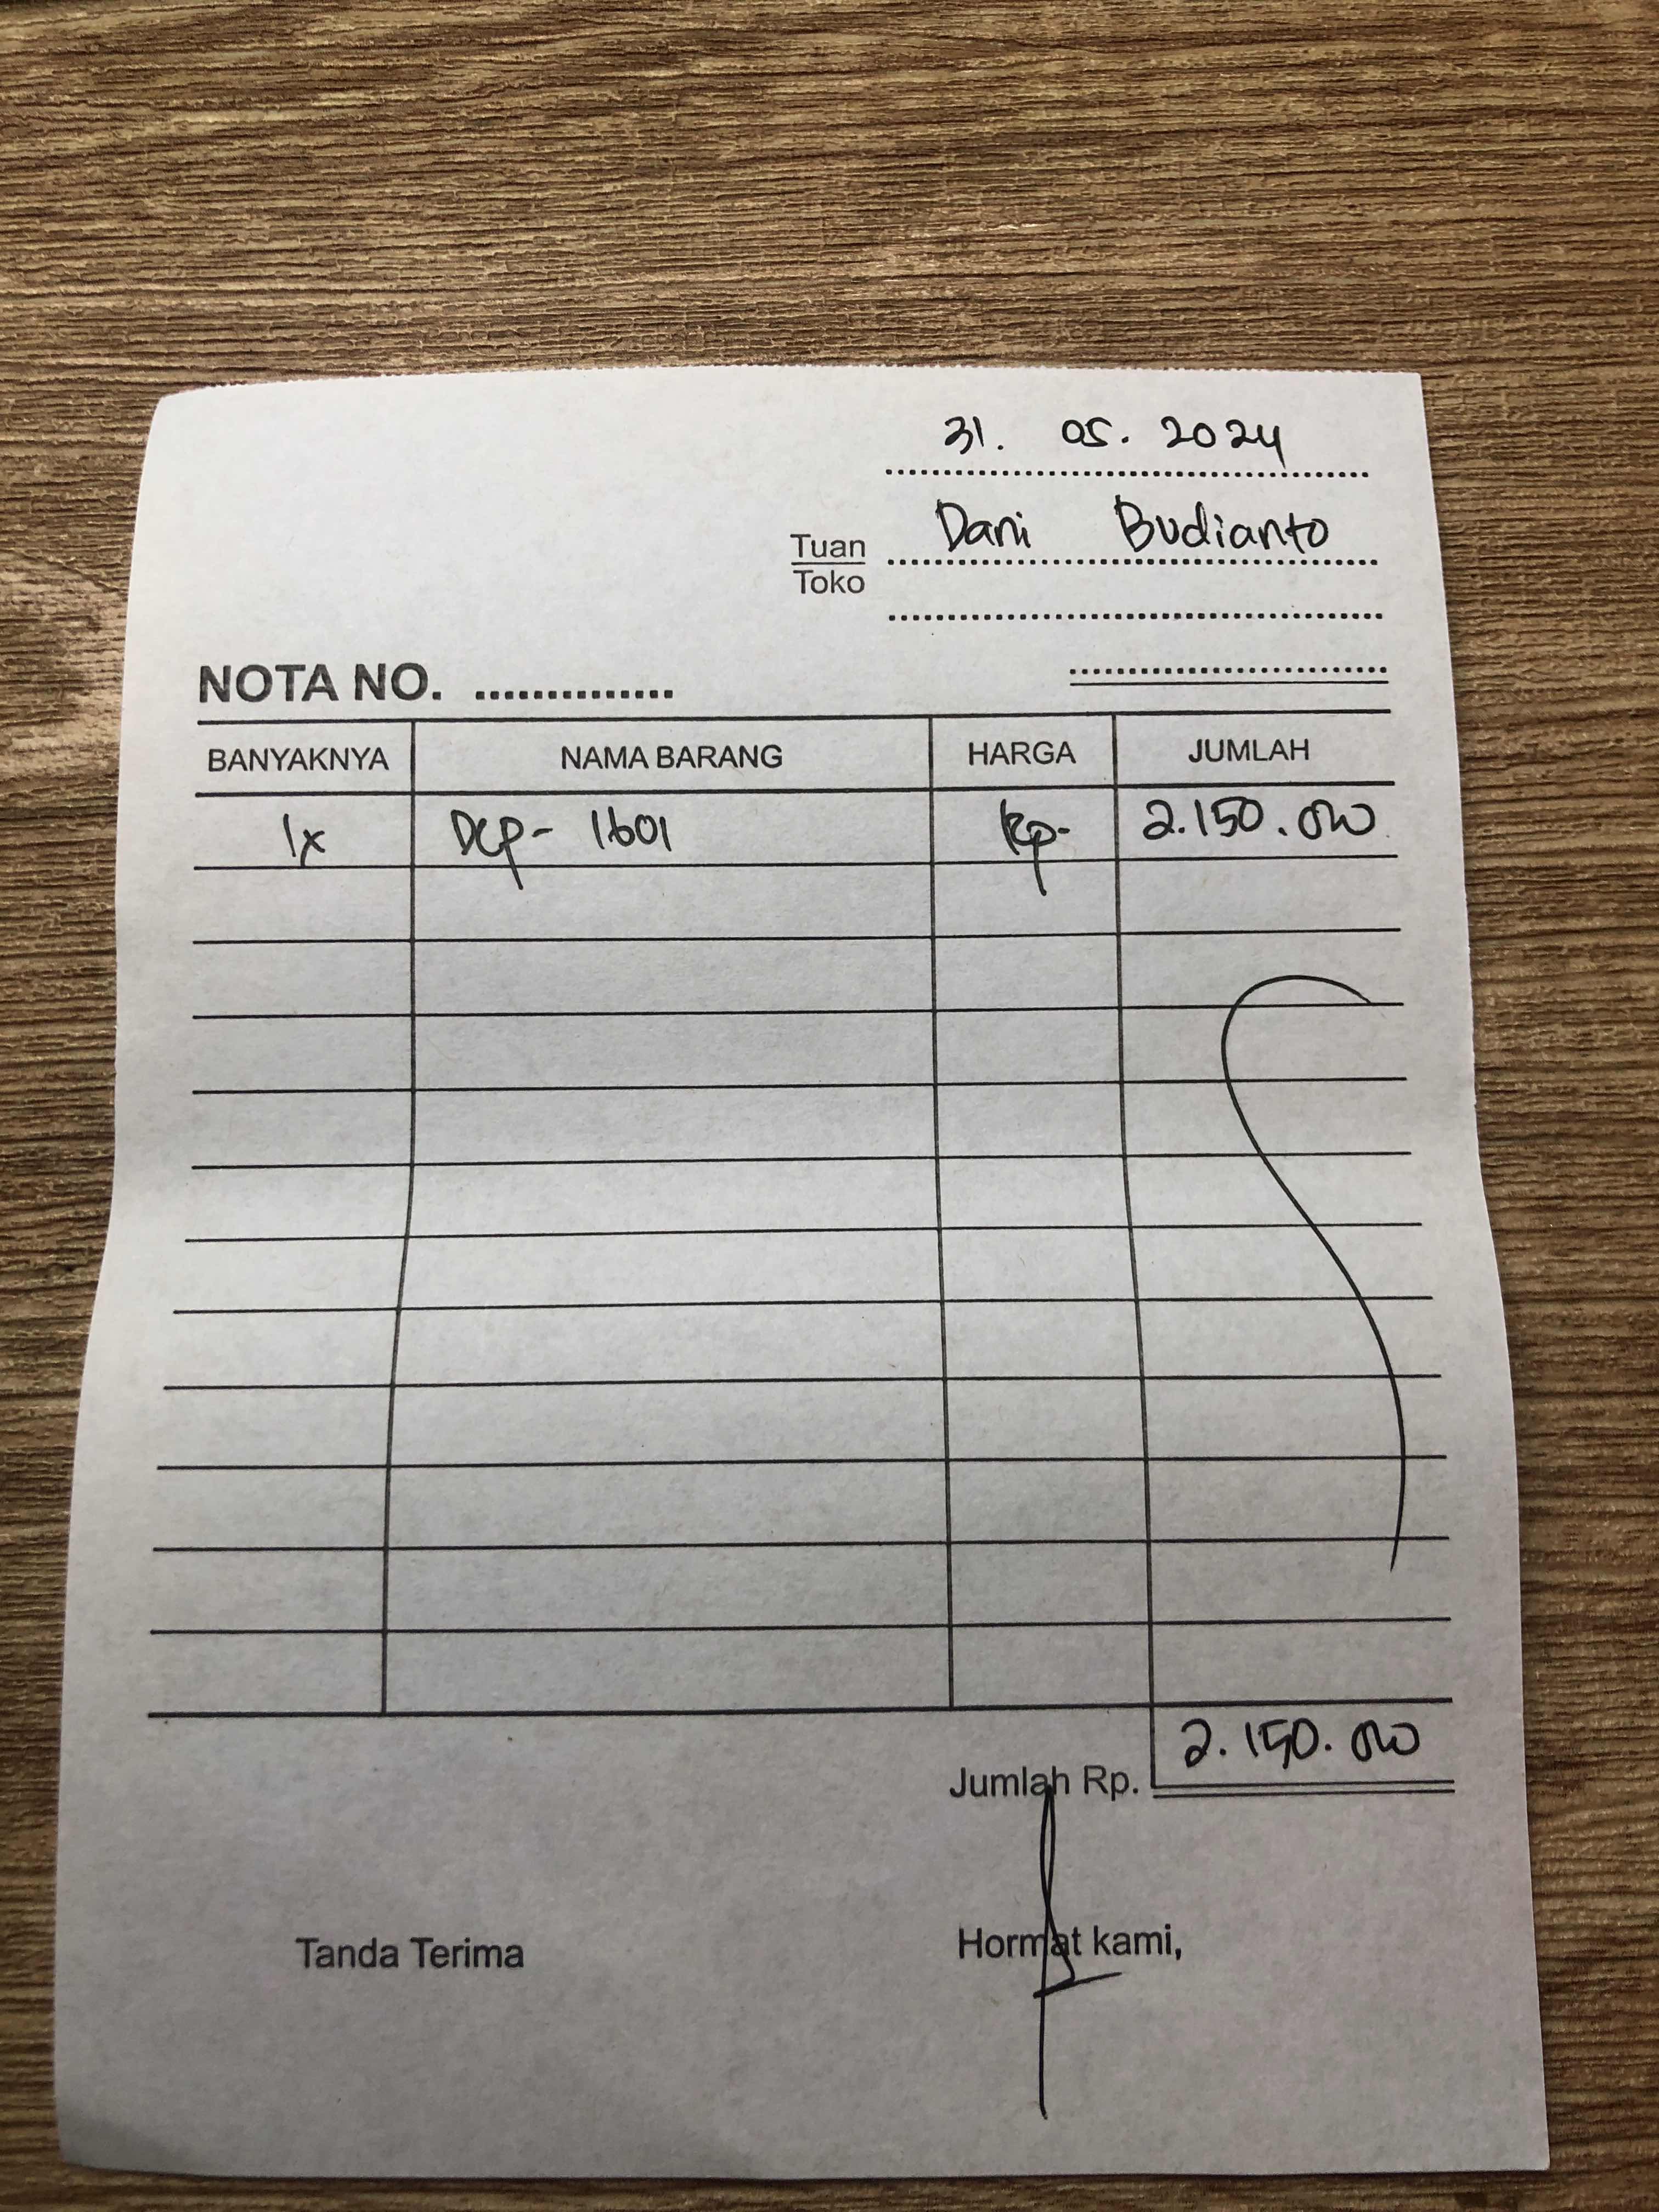 31. 05. 2024
Tuan Dani Budianto
Toko
NOTA NO. ..............
BANYAKNYA NAMA BARANG HARGA JUMLAH
1x DCP- 1601 Rp- 2.150.000
Jumlah Rp. 2.150.000
Tanda Terima Hormat kami,